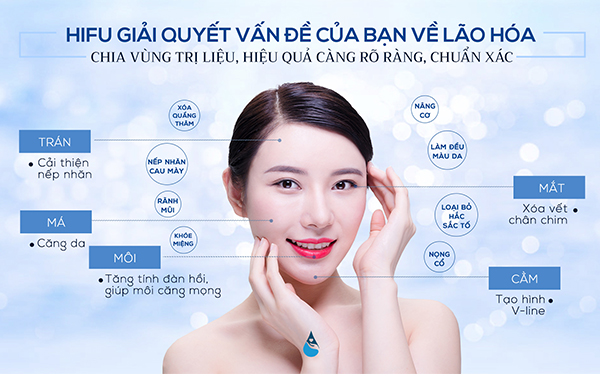 HIFU GIẢI QUYẾT VẤN ĐỀ CỦA BẠN VỀ LÃO HÓA
CHIA VÙNG TRỊ LIỆU, HIỆU QUẢ CÀNG RÕ RÀNG, CHUẨN XÁC
TRÁN
Cải thiện
nếp nhăn
MÁ
Căng da
MÔI
Tăng tính đàn hồi,
giúp môi căng mọng
XÓA
QUẦNG
THÂM
NẾP NHĂN
CAU MÀY
RÃNH
MŨI
KHÓE
MIỆNG
NÂNG
CƠ
LÀM ĐỀU
MÀU DA
LOẠI BỎ
HẮC
SẮC TỐ
NỌNG
CỔ
MẮT
Xóa vết
chân chim
CẰM
Tạo hình
V-line